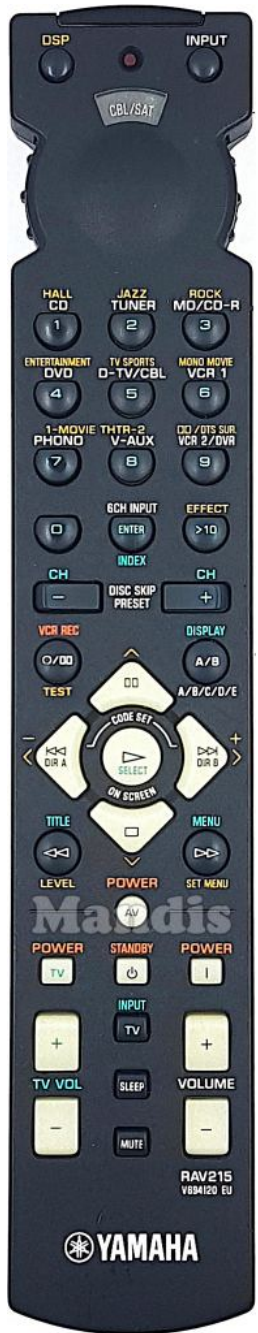 DSP INPUT
CBL/SAT
HALL JAZZ ROCK
CD TUNER MD/CD-R
1 2 3
ENTERTAINMENT TV SPORTS MONO MOVIE
DVD D-TV/CBL VCR 1
4 5 6
1-MOVIE THTR-2 /DTS SUR.
PHONO V-AUX VCR 2/DVR
7 8 9
6CH INPUT EFFECT
0 ENTER >10
INDEX
CH CH
- DISC SKIP +
PRESET
VCR REC DISPLAY
A/B
TEST A/B/C/D/E
CODE SET
- DIR A DIR B +
SELECT
ON SCREEN
TITLE MENU
LEVEL POWER SET MENU
AV
Mandis
POWER STANDBY POWER
TV I
INPUT
+ TV +
TV VOL SLEEP VOLUME
- MUTE -
RAV215
V694120 EU
YAMAHA